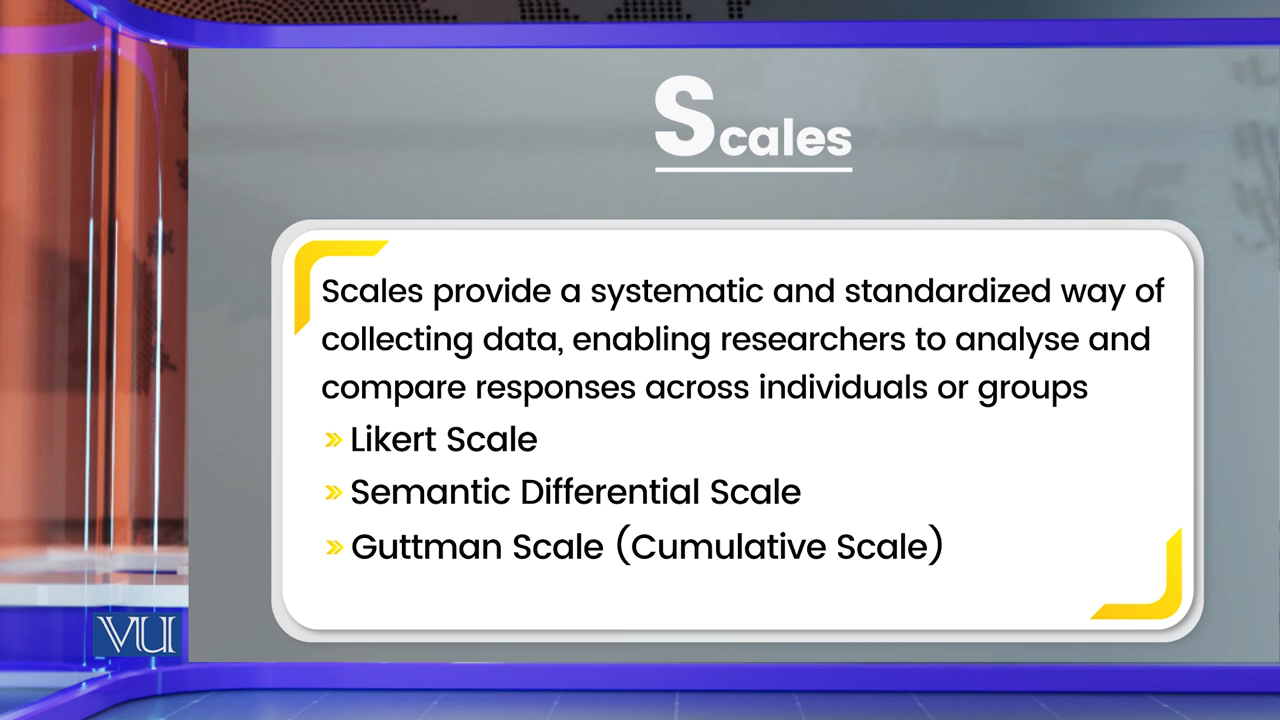 Scales
Scales provide a systematic and standardized way of
collecting data, enabling researchers to analyse and
compare responses across individuals or groups
» Likert Scale
» Semantic Differential Scale
» Guttman Scale (Cumulative Scale)
VU